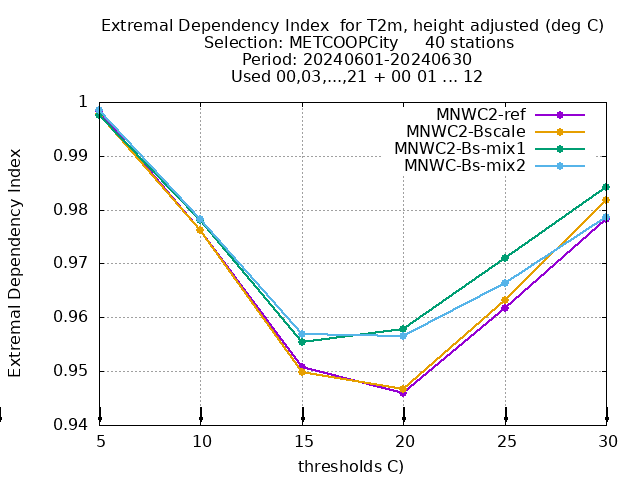 Extremal Dependency Index  for T2m, height adjusted (deg C)
Selection: METCOOPCity     40 stations
Period: 20240601-20240630
Used 00,03,...,21 + 00 01 ... 12
MNWC2-ref
MNWC2-Bscale
MNWC2-Bs-mix1
MNWC-Bs-mix2
Extremal Dependency Index
1
0.99
0.98
0.97
0.96
0.95
0.94
5 10 15 20 25 30
thresholds C)